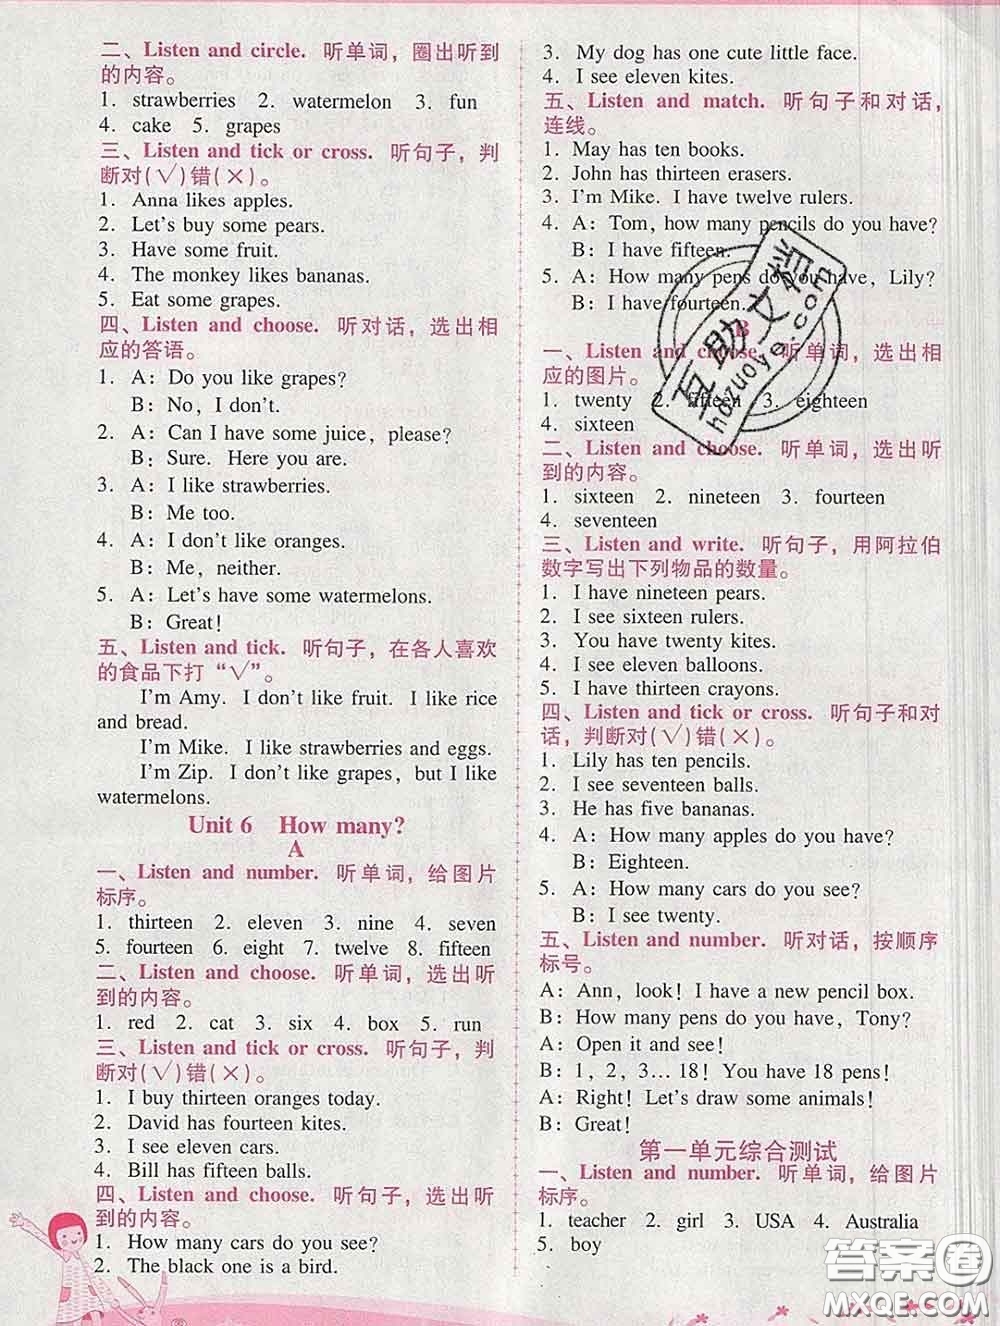 二、Listen and circle. 听单词，圈出听到
的内容。
1. strawberries 2. watermelon 3. fun
4. cake 5. grapes
三、Listen and tick or cross. 听句子，判
断对(√)错(×)。
1. Anna likes apples.
2. Let's buy some pears.
3. Have some fruit.
4. The monkey likes bananas.
5. Eat some grapes.
四、Listen and choose. 听对话，选出相
应的答语。
1. A: Do you like grapes?
B: No, I don't.
2. A: Can I have some juice, please?
B: Sure. Here you are.
3. A: I like strawberries.
B: Me too.
4. A: I don't like oranges.
B: Me, neither.
5. A: Let's have some watermelons.
B: Great!
五、Listen and tick. 听句子，在各人喜欢
的食品下打“√”。
I'm Amy. I don't like fruit. I like rice
and bread.
I'm Mike. I like strawberries and eggs.
I'm Zip. I don't like grapes, but I like
watermelons.
Unit 6 How many?
A
一、Listen and number. 听单词，给图片
标序。
1. thirteen 2. eleven 3. nine 4. seven
5. fourteen 6. eight 7. twelve 8. fifteen
二、Listen and choose. 听单词，选出听
到的内容。
1. red 2. cat 3. six 4. box 5. run
三、Listen and tick or cross. 听句子，判
断对(√)错(×)。
1. I buy thirteen oranges today.
2. David has fourteen kites.
3. I see eleven cars.
4. Bill has fifteen balls.
四、Listen and choose. 听句子，选出听
到的内容。
1. How many cars do you see?
2. The black one is a bird.
3. My dog has one cute little face.
4. I see eleven kites.
五、Listen and match. 听句子和对话，
连线。
1. May has ten books.
2. John has thirteen erasers.
3. I'm Mike. I have twelve rulers.
4. A: Tom, how many pencils do you have?
B: I have fifteen.
5. A: How many pens do you have, Lily?
B: I have fourteen.
B
一、Listen and choose. 听单词，选出相
应的图片。
1. twenty 2. fifteen 3. eighteen
4. sixteen
二、Listen and choose. 听单词，选出听
到的内容。
1. sixteen 2. nineteen 3. fourteen
4. seventeen
三、Listen and write. 听句子，用阿拉伯
数字写出下列物品的数量。
1. I have nineteen pears.
2. I see sixteen rulers.
3. You have twenty kites.
4. I see eleven balloons.
5. I have thirteen crayons.
四、Listen and tick or cross. 听句子和对
话，判断对(√)错(×)。
1. Lily has ten pencils.
2. I see seventeen balls.
3. He has five bananas.
4. A: How many apples do you have?
B: Eighteen.
5. A: How many cars do you see?
B: I see twenty.
五、Listen and number. 听对话，按顺序
标号。
A: Ann, look! I have a new pencil box.
B: How many pens do you have, Tony?
A: Open it and see!
B: 1, 2, 3… 18! You have 18 pens!
A: Right! Let's draw some animals!
B: Great!
第一单元综合测试
一、Listen and number. 听单词，给图片
标序。
1. teacher 2. girl 3. USA 4. Australia
5. boy
互助文档
hdzuoye.com
答案圈
MXQE.COM